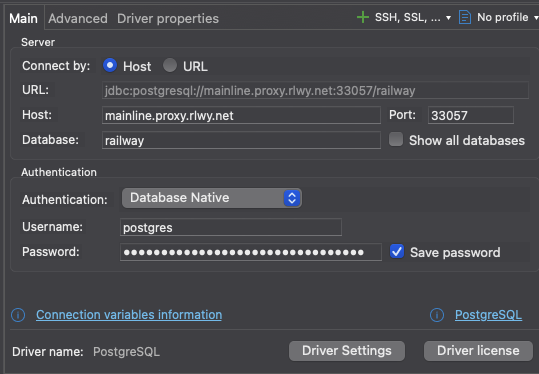 Main Advanced Driver properties SSH, SSL, ... No profile
Server
Connect by: Host URL
URL: jdbc:postgresql://mainline.proxy.rlwy.net:33057/railway
Host: mainline.proxy.rlwy.net Port: 33057
Database: railway Show all databases
Authentication
Authentication: Database Native
Username: postgres
Password: •••••••••••••••••••••••••••••••• Save password
Connection variables information PostgreSQL
Driver name: PostgreSQL Driver Settings Driver license